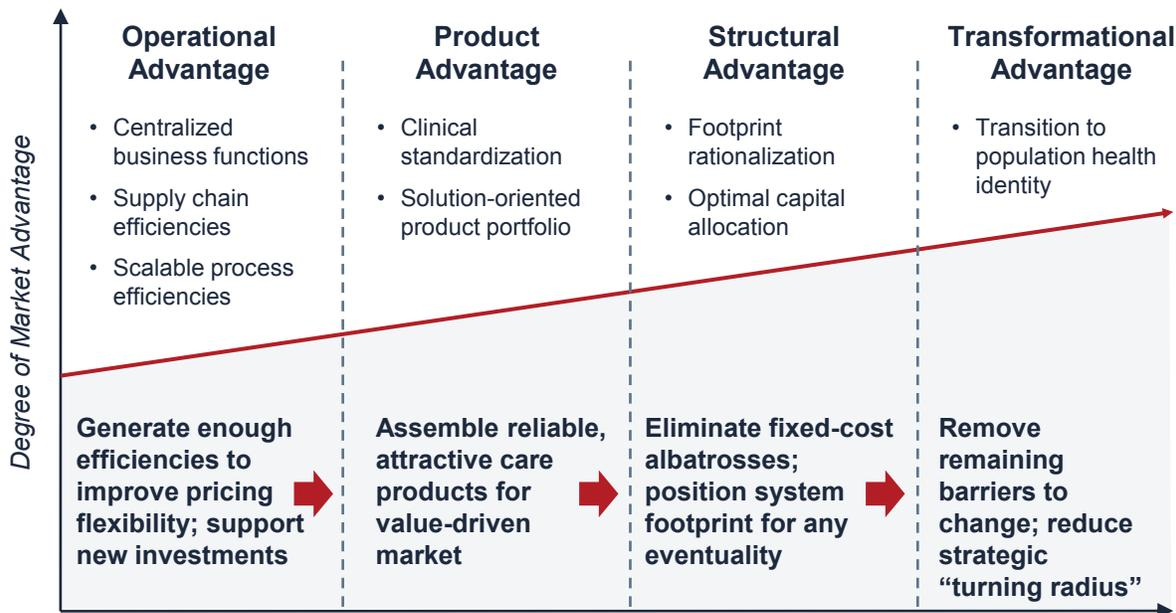 Degree of Market Advantage
Operational
Advantage
• Centralized
business functions
• Supply chain
efficiencies
• Scalable process
efficiencies
Generate enough
efficiencies to
improve pricing
flexibility; support
new investments
Product
Advantage
• Clinical
standardization
• Solution-oriented
product portfolio
Assemble reliable,
attractive care
products for
value-driven
market
Structural
Advantage
• Footprint
rationalization
• Optimal capital
allocation
Eliminate fixed-cost
albatrosses;
position system
footprint for any
eventuality
Transformational
Advantage
• Transition to
population health
identity
Remove
remaining
barriers to
change; reduce
strategic
“turning radius”